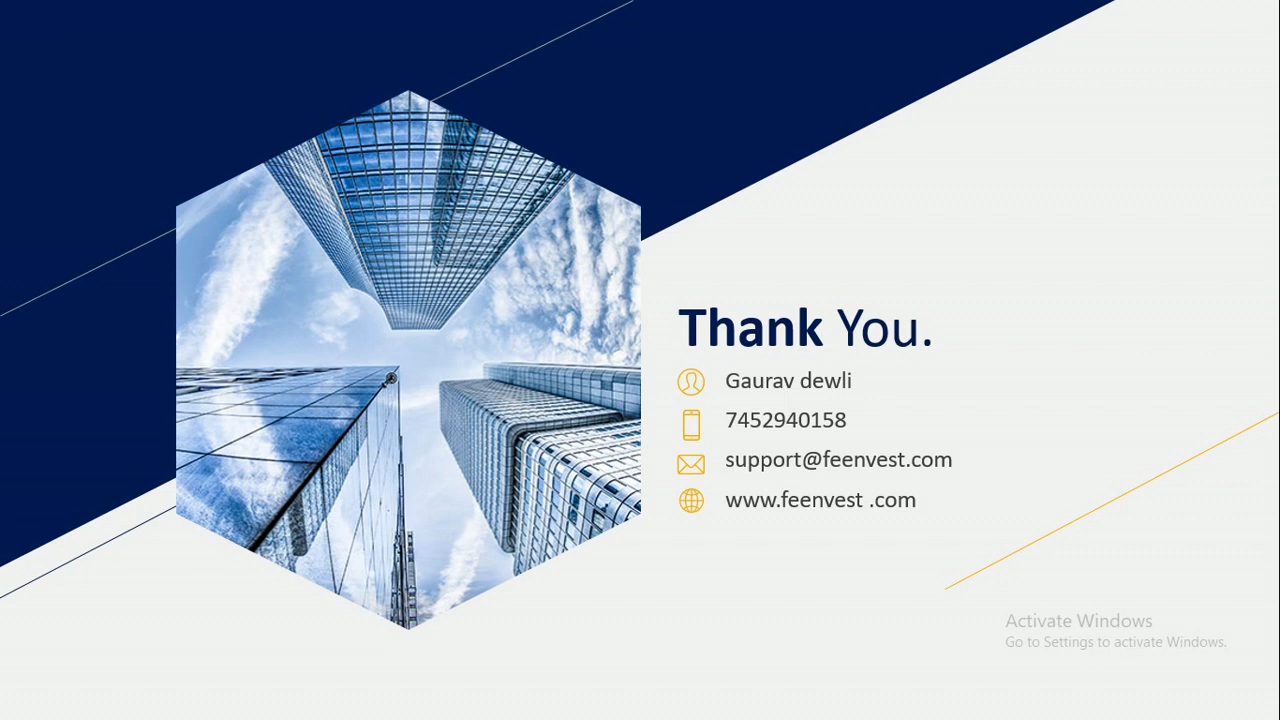 Thank You.
Gaurav dewli
7452940158
support@feenvest.com
www.feenvest .com
Activate Windows
Go to Settings to activate Windows.